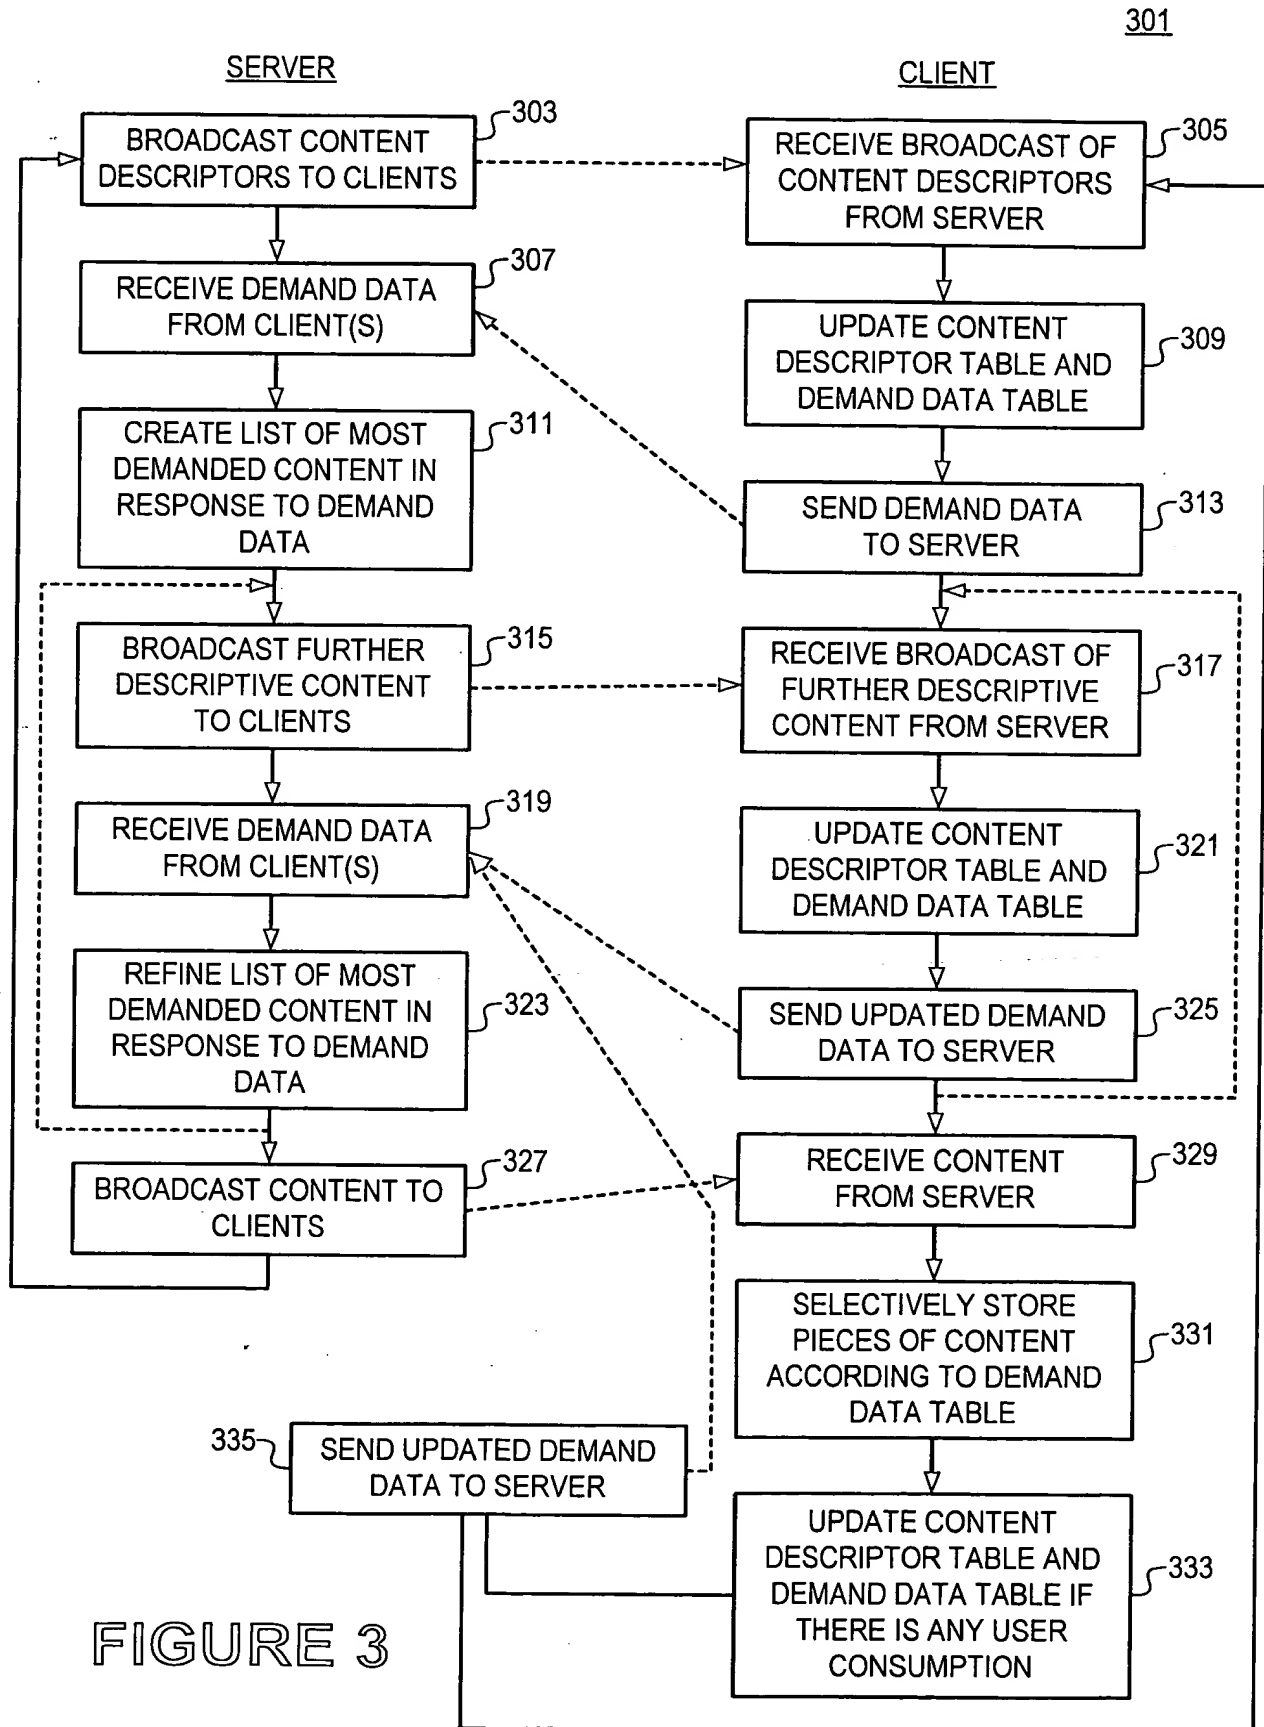 301
SERVER
CLIENT
BROADCAST CONTENT
DESCRIPTORS TO CLIENTS
303
RECEIVE BROADCAST OF
CONTENT DESCRIPTORS
FROM SERVER
305
RECEIVE DEMAND DATA
FROM CLIENT(S)
307
UPDATE CONTENT
DESCRIPTOR TABLE AND
DEMAND DATA TABLE
309
CREATE LIST OF MOST
DEMANDED CONTENT IN
RESPONSE TO DEMAND
DATA
311
SEND DEMAND DATA
TO SERVER
313
BROADCAST FURTHER
DESCRIPTIVE CONTENT
TO CLIENTS
315
RECEIVE BROADCAST OF
FURTHER DESCRIPTIVE
CONTENT FROM SERVER
317
RECEIVE DEMAND DATA
FROM CLIENT(S)
319
UPDATE CONTENT
DESCRIPTOR TABLE AND
DEMAND DATA TABLE
321
REFINE LIST OF MOST
DEMANDED CONTENT IN
RESPONSE TO DEMAND
DATA
323
SEND UPDATED DEMAND
DATA TO SERVER
325
BROADCAST CONTENT TO
CLIENTS
327
RECEIVE CONTENT
FROM SERVER
329
SELECTIVELY STORE
PIECES OF CONTENT
ACCORDING TO DEMAND
DATA TABLE
331
335
SEND UPDATED DEMAND
DATA TO SERVER
UPDATE CONTENT
DESCRIPTOR TABLE AND
DEMAND DATA TABLE IF
THERE IS ANY USER
CONSUMPTION
333
FIGURE 3